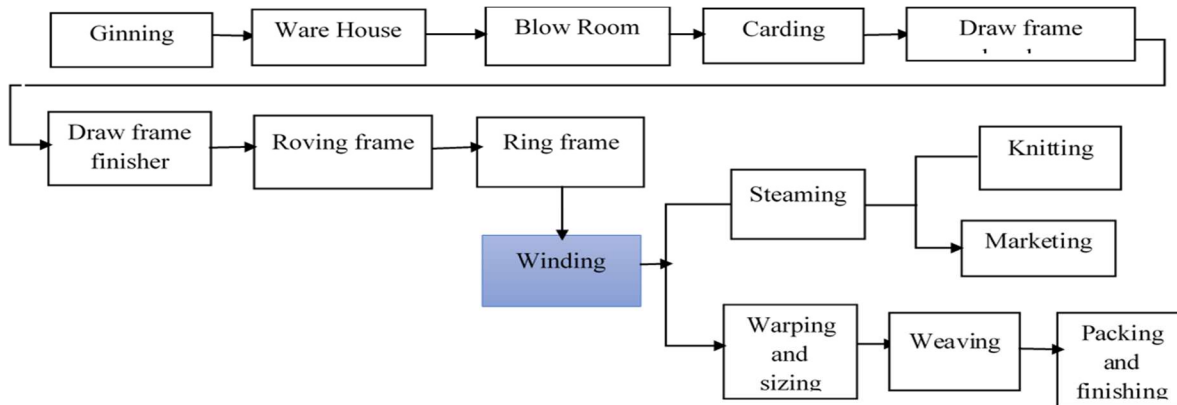 Ginning
Ware House
Blow Room
Carding
Draw frame
Draw frame
finisher
Roving frame
Ring frame
Knitting
Steaming
Marketing
Winding
Warping
and
sizing
Weaving
Packing
and
finishing